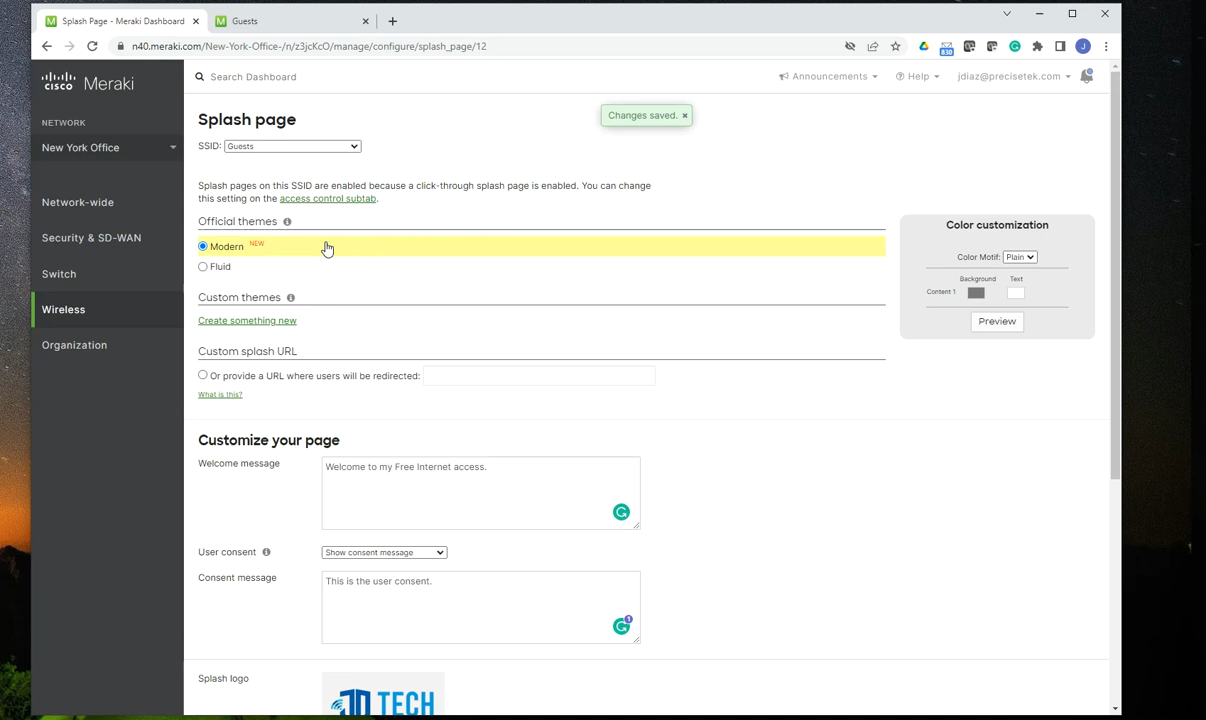 Splash Page - Meraki Dashboard
Guests
n40.meraki.com/New-York-Office-/n/z3jcKcO/manage/configure/splash_page/12
830
J
cisco Meraki
Search Dashboard
Announcements
Help
jdiaz@precisetek.com
NETWORK
New York Office
Network-wide
Security & SD-WAN
Switch
Wireless
Organization
Changes saved. ×
Splash page
SSID: Guests
Splash pages on this SSID are enabled because a click-through splash page is enabled. You can change
this setting on the access control subtab.
Official themes
Modern NEW
Fluid
Custom themes
Create something new
Custom splash URL
Or provide a URL where users will be redirected:
What is this?
Color customization
Color Motif: Plain
Background Text
Content 1
Preview
Customize your page
Welcome message
Welcome to my Free Internet access.
User consent
Show consent message
Consent message
This is the user consent.
1
Splash logo
JD TECH